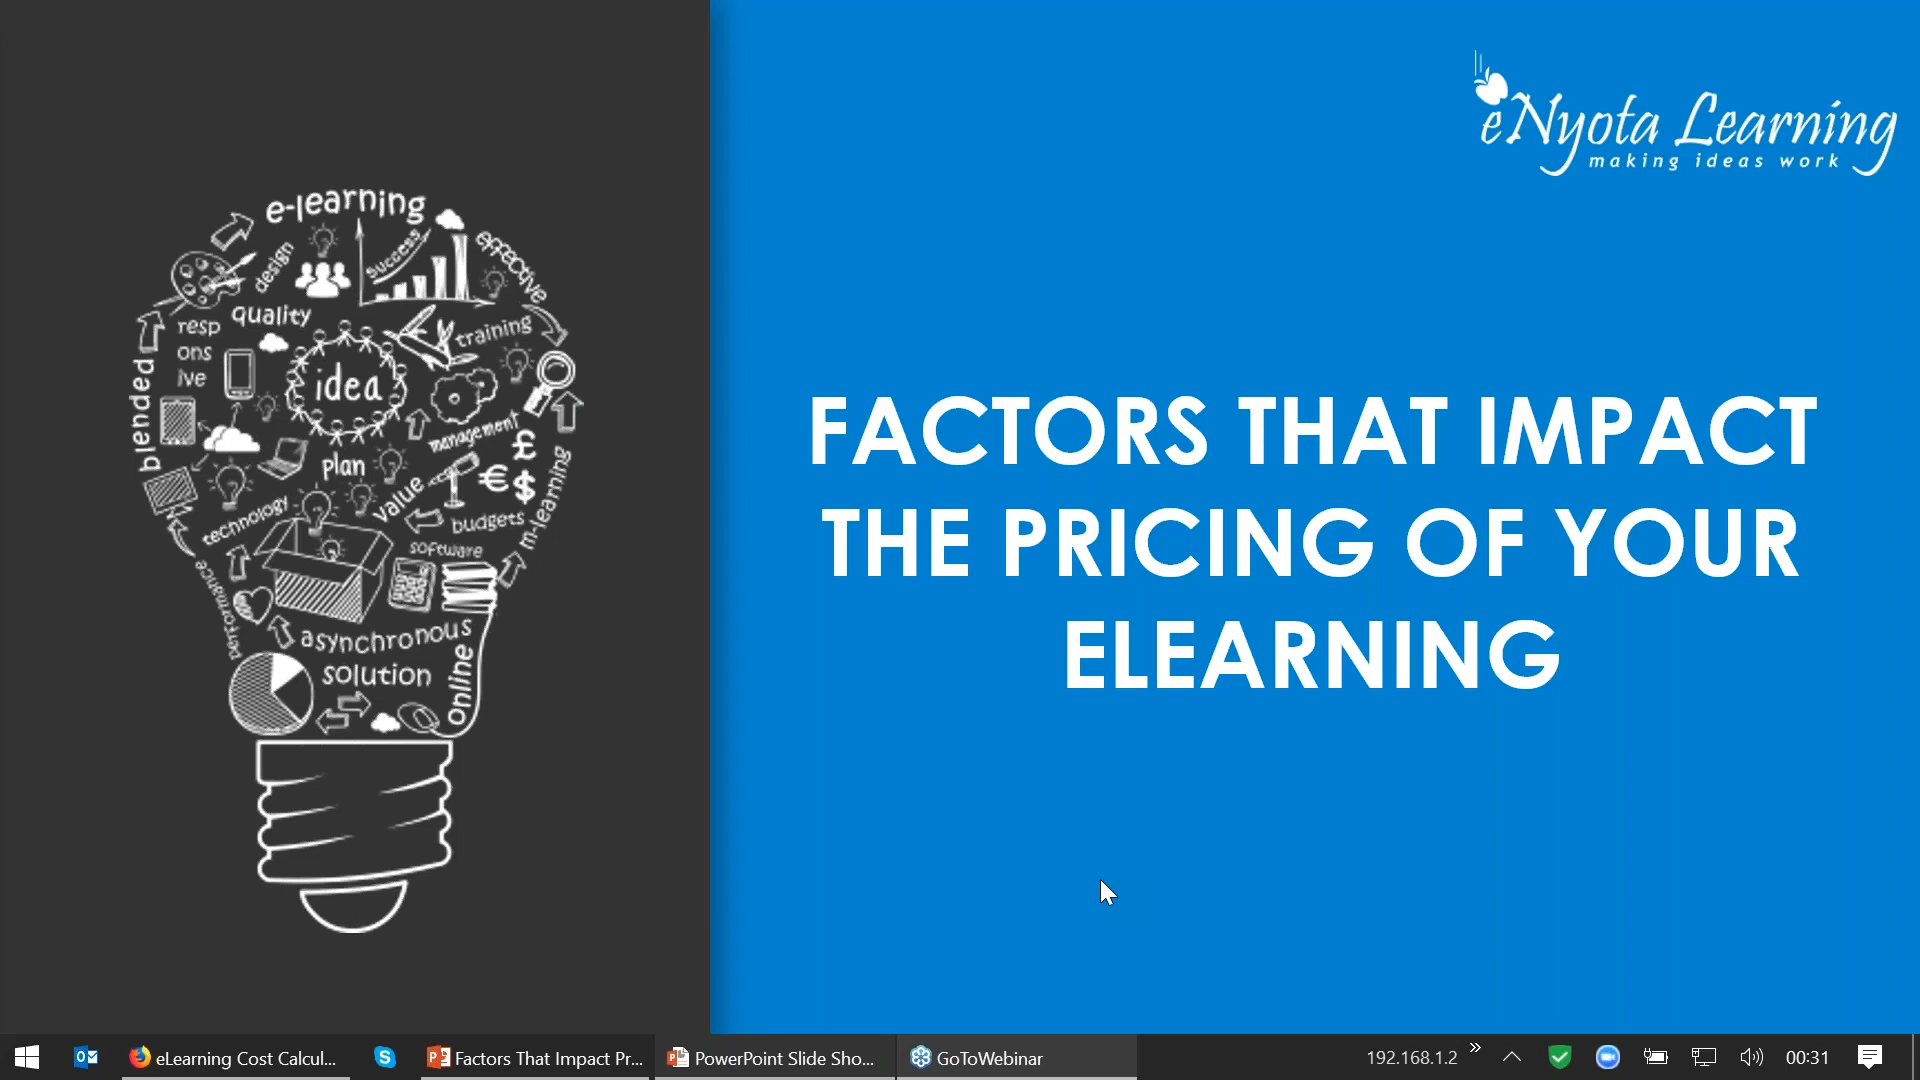 eNyota Learning
making ideas work
e-learning
design
success
effective
quality
training
resp
ons
ive
idea
blended
management
£
plan
€$
value
technology
budgets
m-learning
software
performance
asynchronous
solution
online
FACTORS THAT IMPACT
THE PRICING OF YOUR
ELEARNING
eLearning Cost Calcul...
Factors That Impact Pr...
PowerPoint Slide Sho...
GoToWebinar
192.168.1.2
00:31